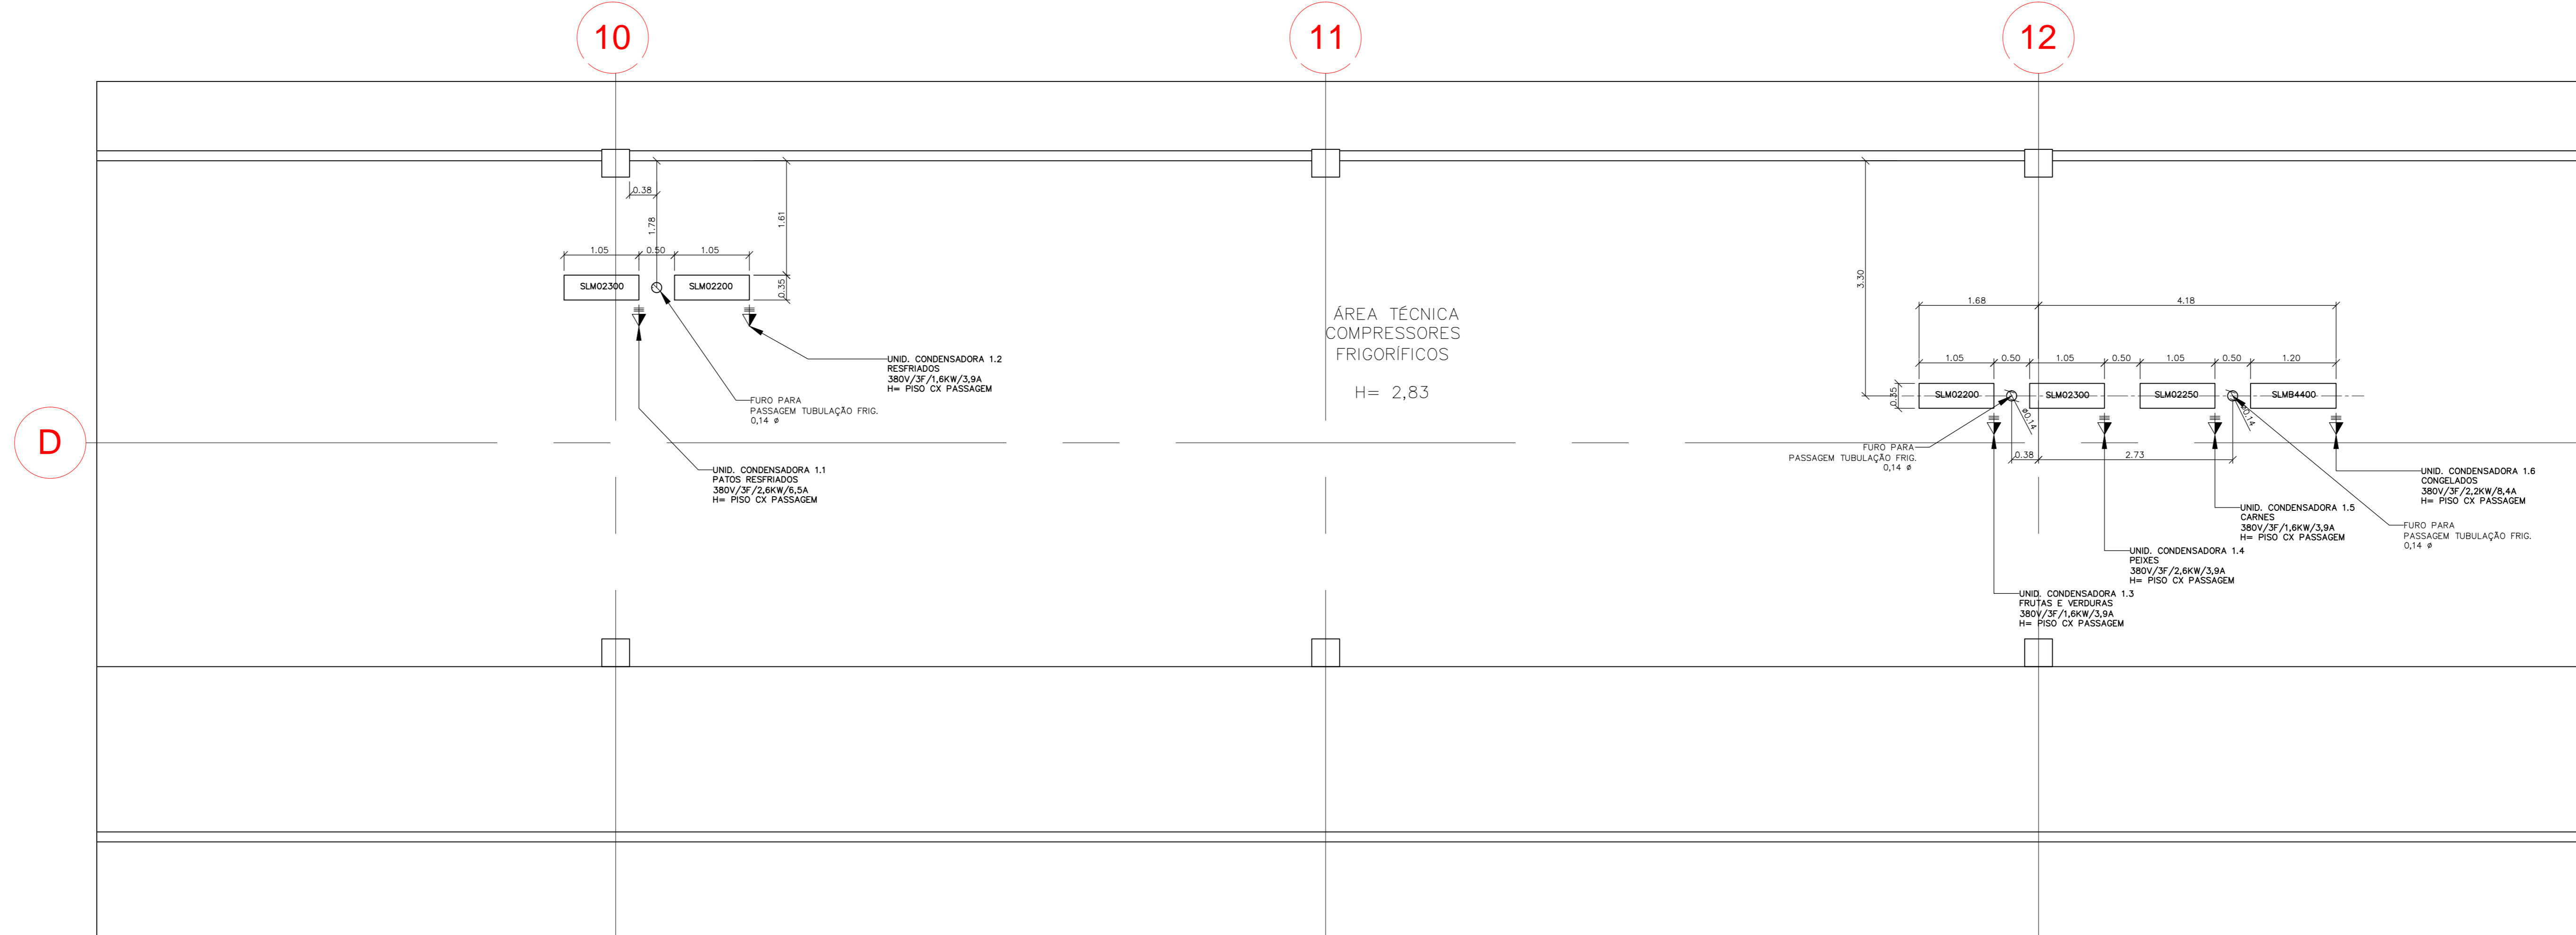 10
11
12
D
0.38
1.78
1.61
1.05
0.50
1.05
0.35
SLM02300
SLM02200
UNID. CONDENSADORA 1.2
RESFRIADOS
380V/3F/1,6KW/3,9A
H= PISO CX PASSAGEM
FURO PARA
PASSAGEM TUBULAÇÃO FRIG.
0,14 ø
UNID. CONDENSADORA 1.1
PATOS RESFRIADOS
380V/3F/2,6KW/6,5A
H= PISO CX PASSAGEM
ÁREA TÉCNICA
COMPRESSORES
FRIGORÍFICOS
H= 2,83
3.30
1.68
4.18
1.05
0.50
1.05
0.50
1.05
0.50
1.20
0.35
SLM02200
SLM02300
SLM02250
SLMB4400
ø0.14
ø0.14
FURO PARA
PASSAGEM TUBULAÇÃO FRIG.
0,14 ø
0.38
2.73
UNID. CONDENSADORA 1.6
CONGELADOS
380V/3F/2,2KW/8,4A
H= PISO CX PASSAGEM
UNID. CONDENSADORA 1.5
CARNES
380V/3F/1,6KW/3,9A
H= PISO CX PASSAGEM
FURO PARA
PASSAGEM TUBULAÇÃO FRIG.
0,14 ø
UNID. CONDENSADORA 1.4
PEIXES
380V/3F/2,6KW/3,9A
H= PISO CX PASSAGEM
UNID. CONDENSADORA 1.3
FRUTAS E VERDURAS
380V/3F/1,6KW/3,9A
H= PISO CX PASSAGEM